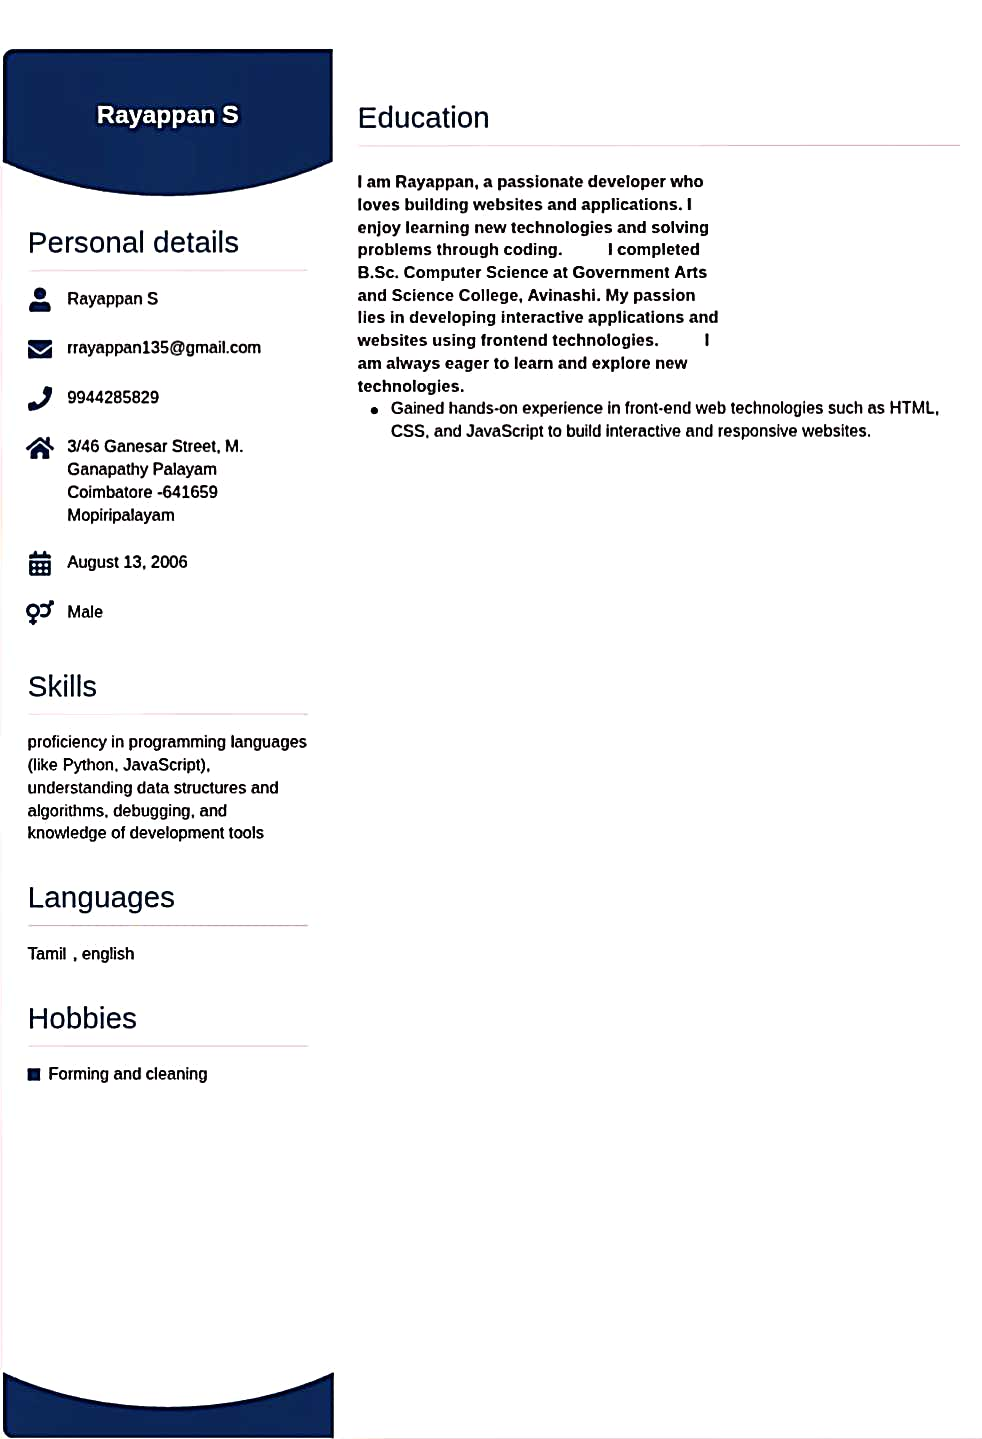 Rayappan S
Personal details
Rayappan S
rrayappan135@gmail.com
9944285829
3/46 Ganesar Street, M.
Ganapathy Palayam
Coimbatore -641659
Mopiripalayam
August 13, 2006
Male
Skills
proficiency in programming languages
(like Python, JavaScript),
understanding data structures and
algorithms, debugging, and
knowledge of development tools
Languages
Tamil , english
Hobbies
Forming and cleaning
Education
I am Rayappan, a passionate developer who
loves building websites and applications. I
enjoy learning new technologies and solving
problems through coding. I completed
B.Sc. Computer Science at Government Arts
and Science College, Avinashi. My passion
lies in developing interactive applications and
websites using frontend technologies. I
am always eager to learn and explore new
technologies.
• Gained hands-on experience in front-end web technologies such as HTML,
CSS, and JavaScript to build interactive and responsive websites.